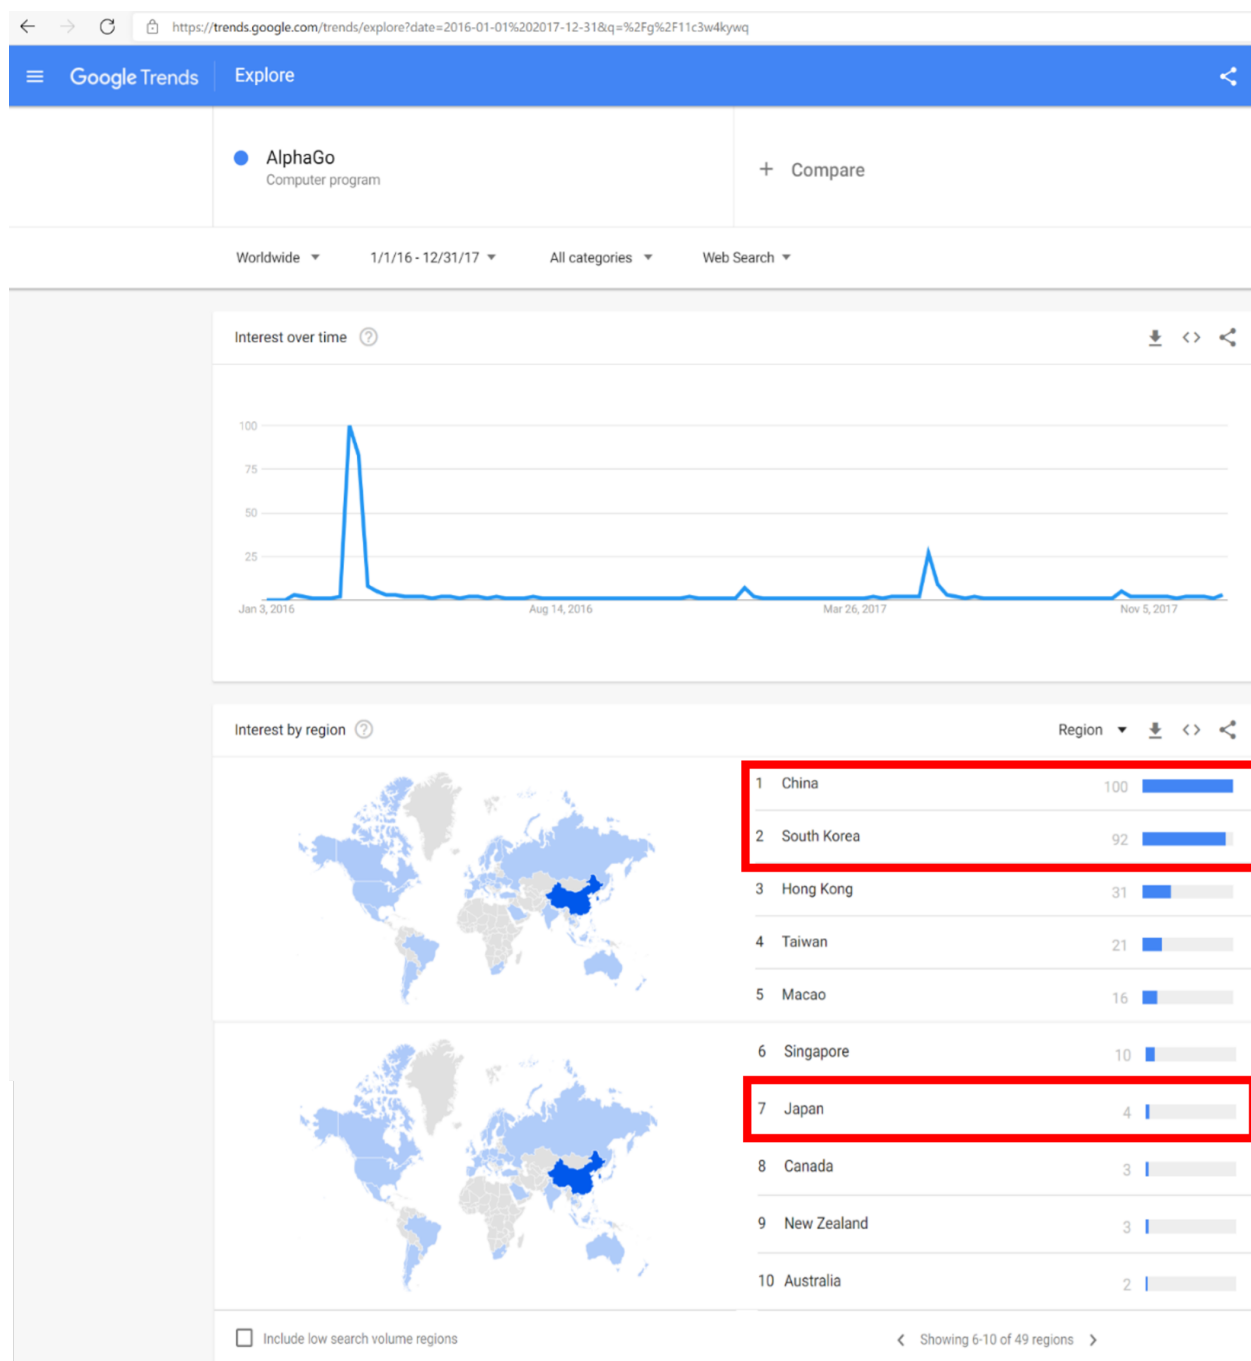 https://trends.google.com/trends/explore?date=2016-01-01%202017-12-31&q=%2Fg%2F11c3w4kywq
Google Trends Explore
AlphaGo
Computer program
+ Compare
Worldwide 1/1/16 - 12/31/17 All categories Web Search
Interest over time
100
75
50
25
Jan 3, 2016 Aug 14, 2016 Mar 26, 2017 Nov 5, 2017
Interest by region Region
1 China 100
2 South Korea 92
3 Hong Kong 31
4 Taiwan 21
5 Macao 16
6 Singapore 10
7 Japan 4
8 Canada 3
9 New Zealand 3
10 Australia 2
Include low search volume regions Showing 6-10 of 49 regions